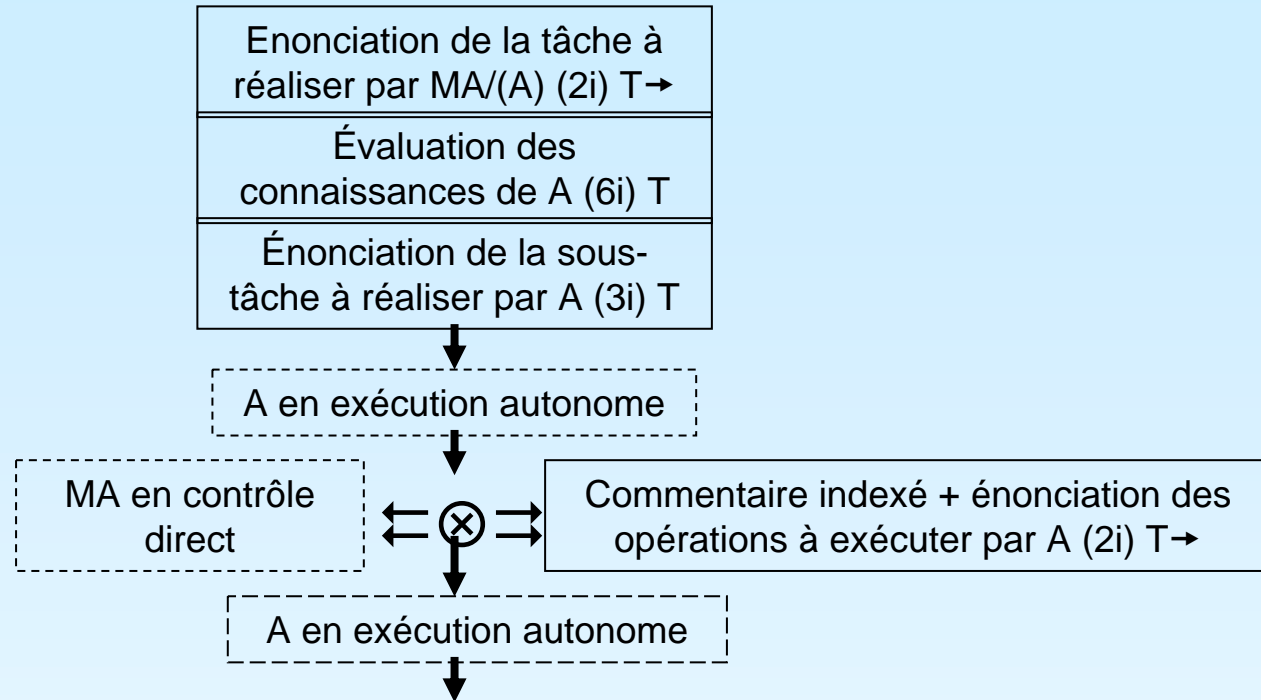 Enonciation de la tâche à
réaliser par MA/(A) (2i) T→
Évaluation des
connaissances de A (6i) T
Énonciation de la sous-
tâche à réaliser par A (3i) T
A en exécution autonome
MA en contrôle
direct
Commentaire indexé + énonciation des
opérations à exécuter par A (2i) T→
A en exécution autonome